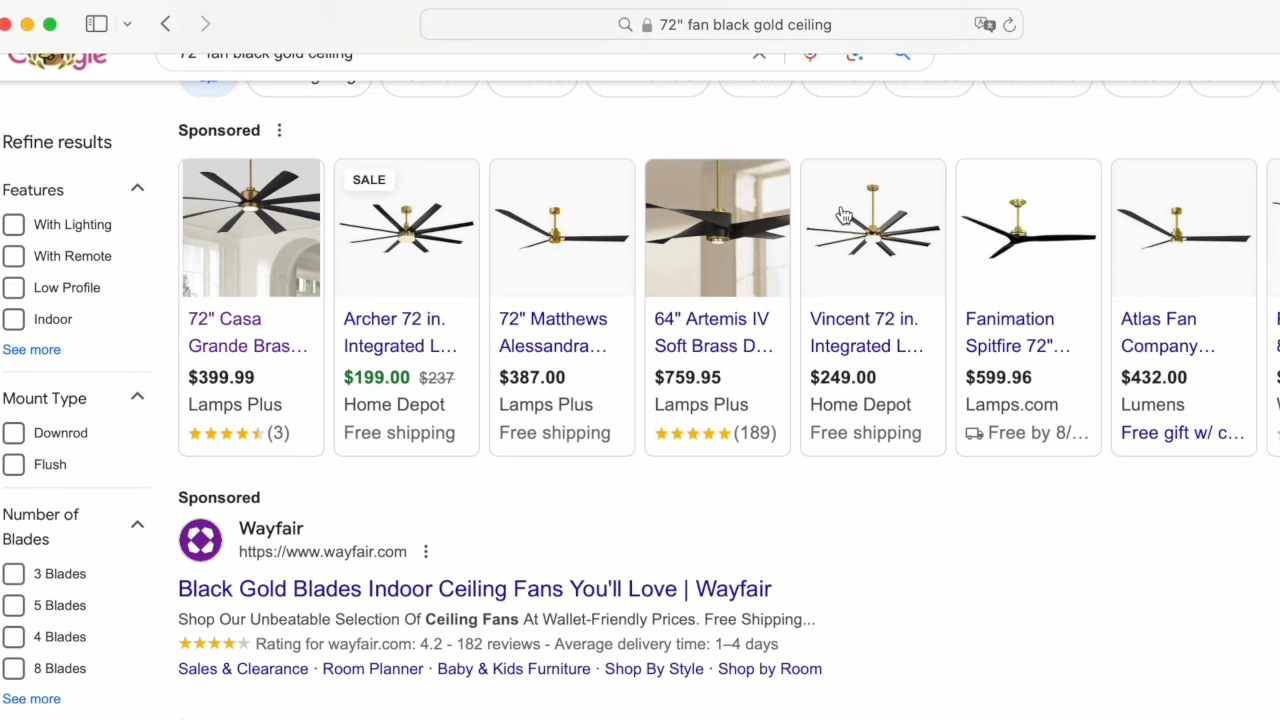 72" fan black gold ceiling
Google
72" fan black gold ceiling
Sponsored
Refine results
Features
With Lighting
With Remote
Low Profile
Indoor
See more
Mount Type
Downrod
Flush
Number of
Blades
3 Blades
5 Blades
4 Blades
8 Blades
See more
72" Casa
Grande Bras...
$399.99
Lamps Plus
(3)
SALE
Archer 72 in.
Integrated L...
$199.00 $237
Home Depot
Free shipping
72" Matthews
Alessandra...
$387.00
Lamps Plus
Free shipping
64" Artemis IV
Soft Brass D...
$759.95
Lamps Plus
(189)
Vincent 72 in.
Integrated L...
$249.00
Home Depot
Free shipping
Fanimation
Spitfire 72"...
$599.96
Lamps.com
Free by 8/...
Atlas Fan
Company...
$432.00
Lumens
Free gift w/ c...
Sponsored
Wayfair
https://www.wayfair.com
Black Gold Blades Indoor Ceiling Fans You'll Love | Wayfair
Shop Our Unbeatable Selection Of Ceiling Fans At Wallet-Friendly Prices. Free Shipping...
Rating for wayfair.com: 4.2 - 182 reviews - Average delivery time: 1–4 days
Sales & Clearance · Room Planner · Baby & Kids Furniture · Shop By Style · Shop by Room